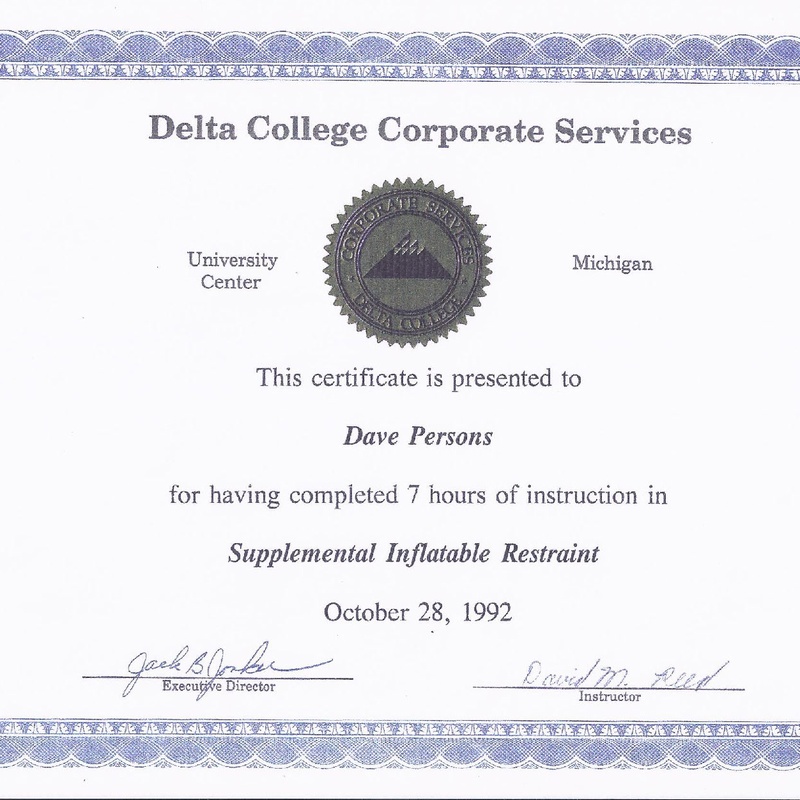 Delta College Corporate Services
CORPORATE SERVICES
DELTA COLLEGE
University
Center
Michigan
This certificate is presented to
Dave Persons
for having completed 7 hours of instruction in
Supplemental Inflatable Restraint
October 28, 1992
Jack B
David M. Reed
Executive Director
Instructor